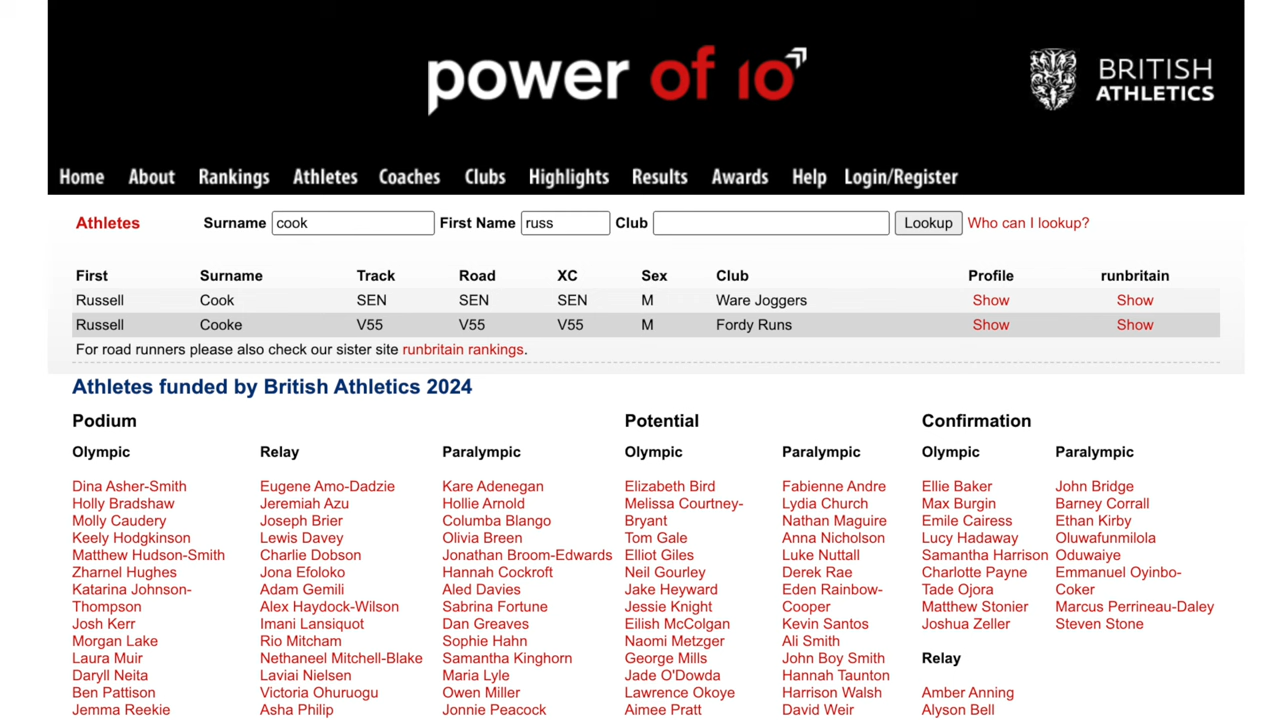 power of 10
BRITISH
ATHLETICS
Home About Rankings Athletes Coaches Clubs Highlights Results Awards Help Login/Register
Athletes Surname cook First Name russ Club Lookup Who can I lookup?
First Surname Track Road XC Sex Club Profile runbritain
Russell Cook SEN SEN SEN M Ware Joggers Show Show
Russell Cooke V55 V55 V55 M Fordy Runs Show Show
For road runners please also check our sister site runbritain rankings.
Athletes funded by British Athletics 2024
Podium
Olympic
Dina Asher-Smith
Holly Bradshaw
Molly Caudery
Keely Hodgkinson
Matthew Hudson-Smith
Zharnel Hughes
Katarina Johnson-
Thompson
Josh Kerr
Morgan Lake
Laura Muir
Daryll Neita
Ben Pattison
Jemma Reekie
Relay
Eugene Amo-Dadzie
Jeremiah Azu
Joseph Brier
Lewis Davey
Charlie Dobson
Jona Efoloko
Adam Gemili
Alex Haydock-Wilson
Imani Lansiquot
Rio Mitcham
Nethaneel Mitchell-Blake
Laviai Nielsen
Victoria Ohuruogu
Asha Philip
Paralympic
Kare Adenegan
Hollie Arnold
Columba Blango
Olivia Breen
Jonathan Broom-Edwards
Hannah Cockroft
Aled Davies
Sabrina Fortune
Dan Greaves
Sophie Hahn
Samantha Kinghorn
Maria Lyle
Owen Miller
Jonnie Peacock
Potential
Olympic
Elizabeth Bird
Melissa Courtney-
Bryant
Tom Gale
Elliot Giles
Neil Gourley
Jake Heyward
Jessie Knight
Eilish McColgan
Naomi Metzger
George Mills
Jade O'Dowda
Lawrence Okoye
Aimee Pratt
Paralympic
Fabienne Andre
Lydia Church
Nathan Maguire
Anna Nicholson
Luke Nuttall
Derek Rae
Eden Rainbow-
Cooper
Kevin Santos
Ali Smith
John Boy Smith
Hannah Taunton
Harrison Walsh
David Weir
Confirmation
Olympic
Ellie Baker
Max Burgin
Emile Cairess
Lucy Hadaway
Samantha Harrison
Charlotte Payne
Tade Ojora
Matthew Stonier
Joshua Zeller
Relay
Amber Anning
Alyson Bell
Paralympic
John Bridge
Barney Corrall
Ethan Kirby
Oluwafunmilola
Oduwaiye
Emmanuel Oyinbo-
Coker
Marcus Perrineau-Daley
Steven Stone